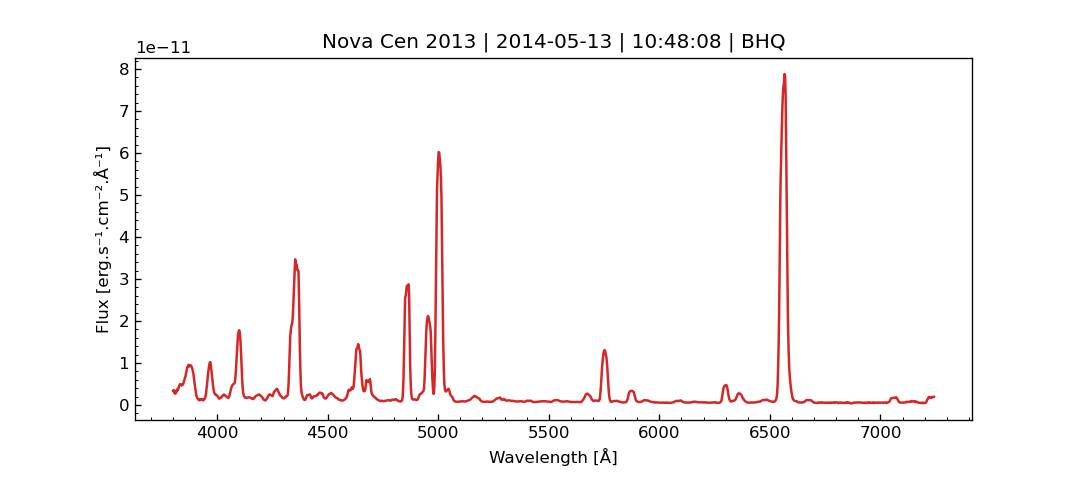 Nova Cen 2013 | 2014-05-13 | 10:48:08 | BHQ
1e−11
8
7
6
5
4
3
2
1
0
Flux [erg.s⁻¹.cm⁻².Å⁻¹]
4000 4500 5000 5500 6000 6500 7000
Wavelength [Å]